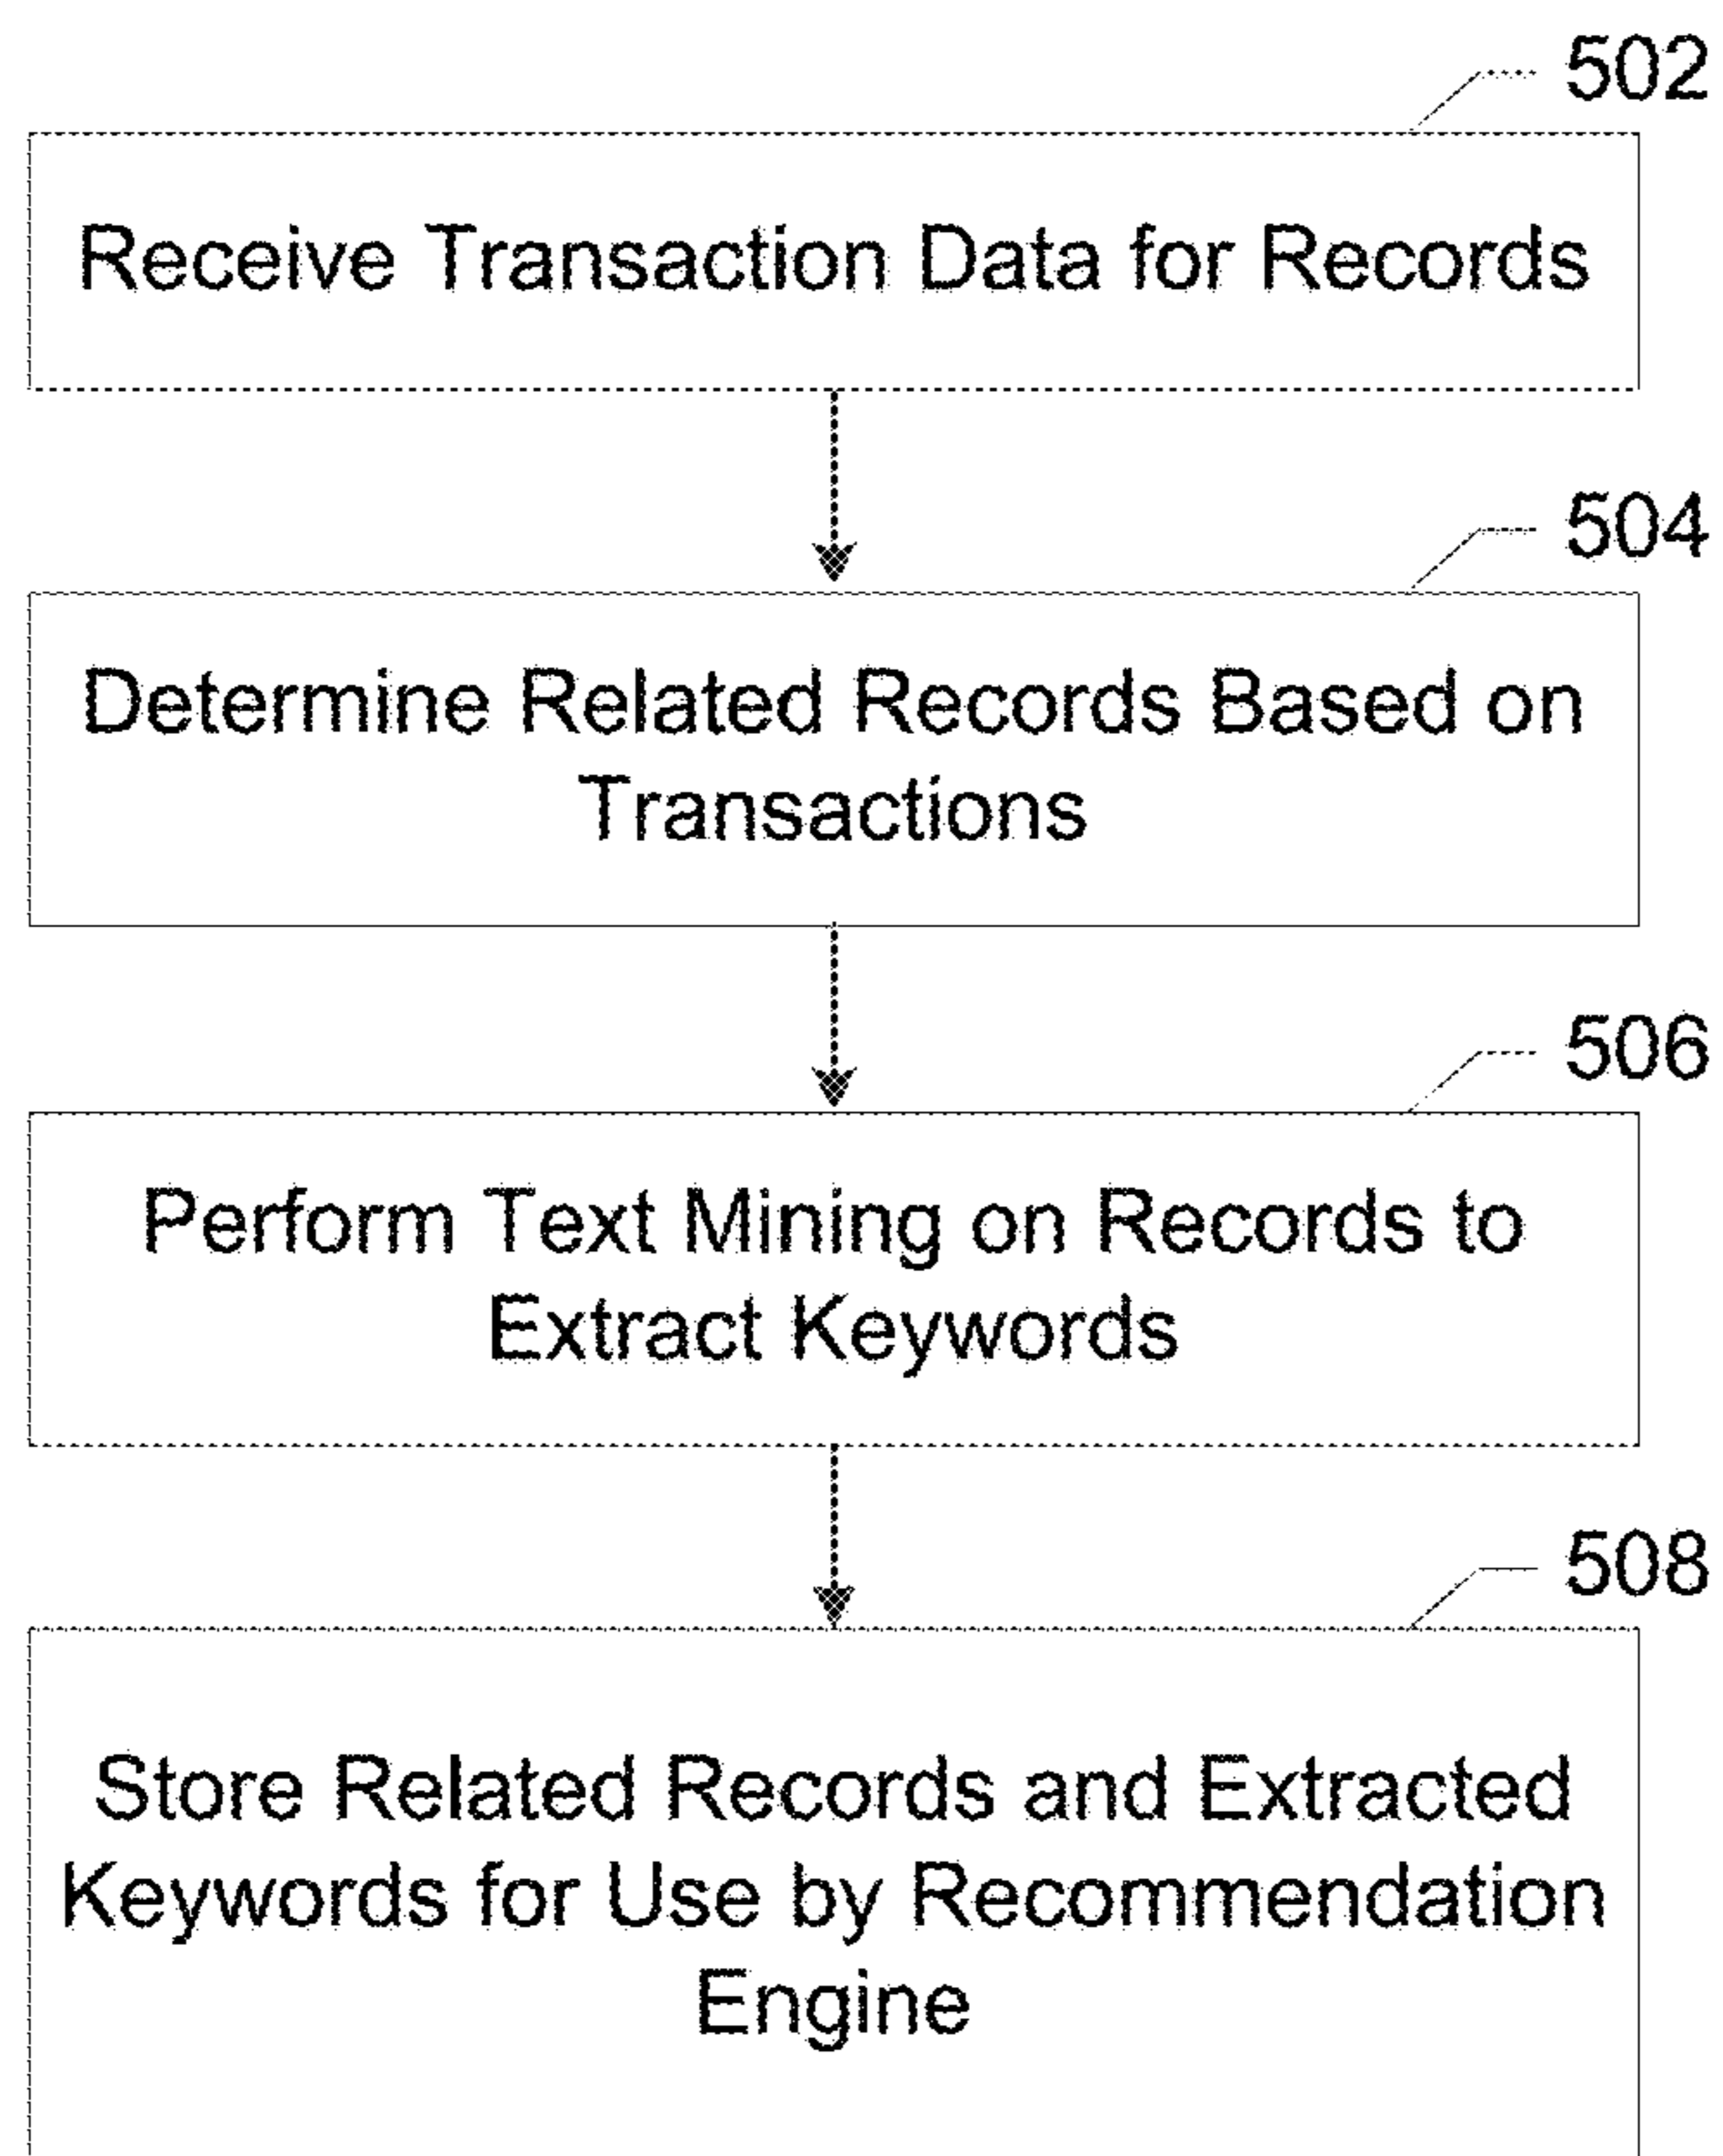 502
Receive Transaction Data for Records
504
Determine Related Records Based on
Transactions
506
Perform Text Mining on Records to
Extract Keywords
508
Store Related Records and Extracted
Keywords for Use by Recommendation
Engine